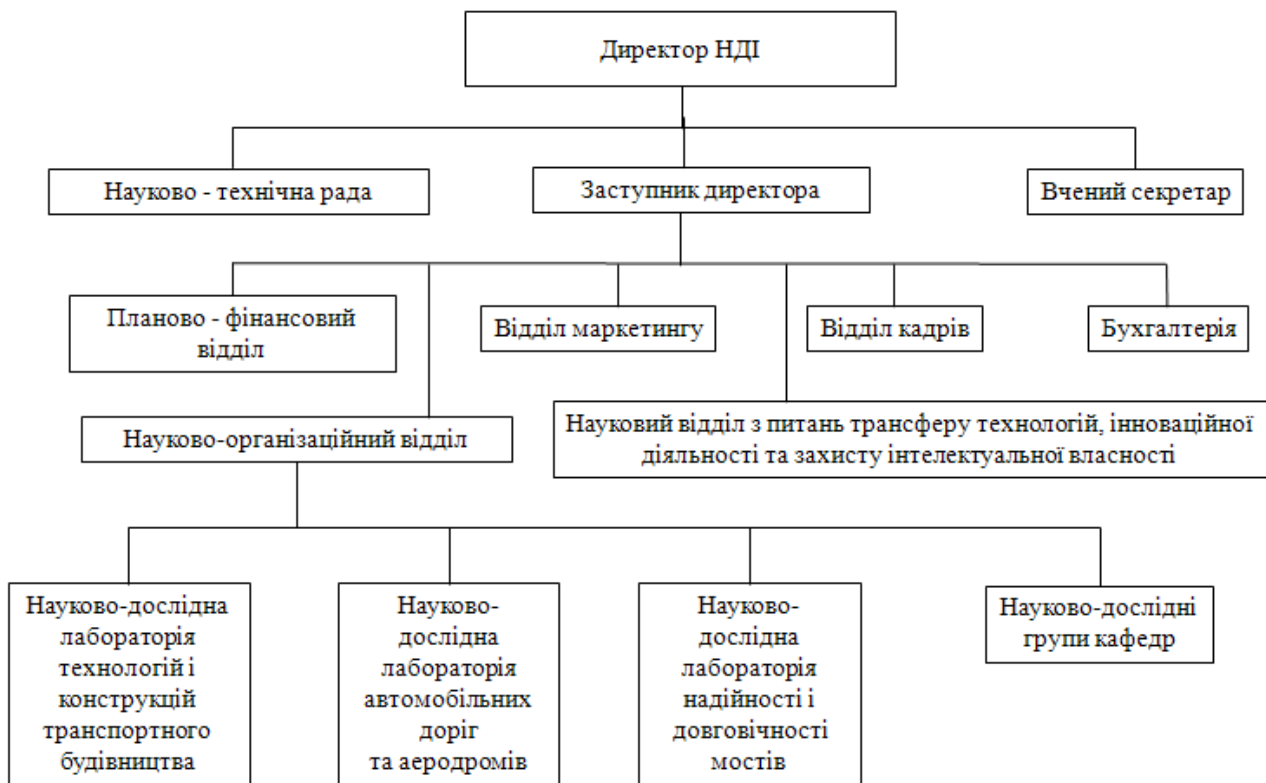 Директор НДІ
Науково - технічна рада
Заступник директора
Вчений секретар
Планово - фінансовий
відділ
Відділ маркетингу
Відділ кадрів
Бухгалтерія
Науково-організаційний відділ
Науковий відділ з питань трансферу технологій, інноваційної
діяльності та захисту інтелектуальної власності
Науково-дослідна
лабораторія
технологій і
конструкцій
транспортного
будівництва
Науково-
дослідна
лабораторія
автомобільних
доріг
та аеродромів
Науково-
дослідна
лабораторія
надійності і
довговічності
мостів
Науково-дослідні
групи кафедр